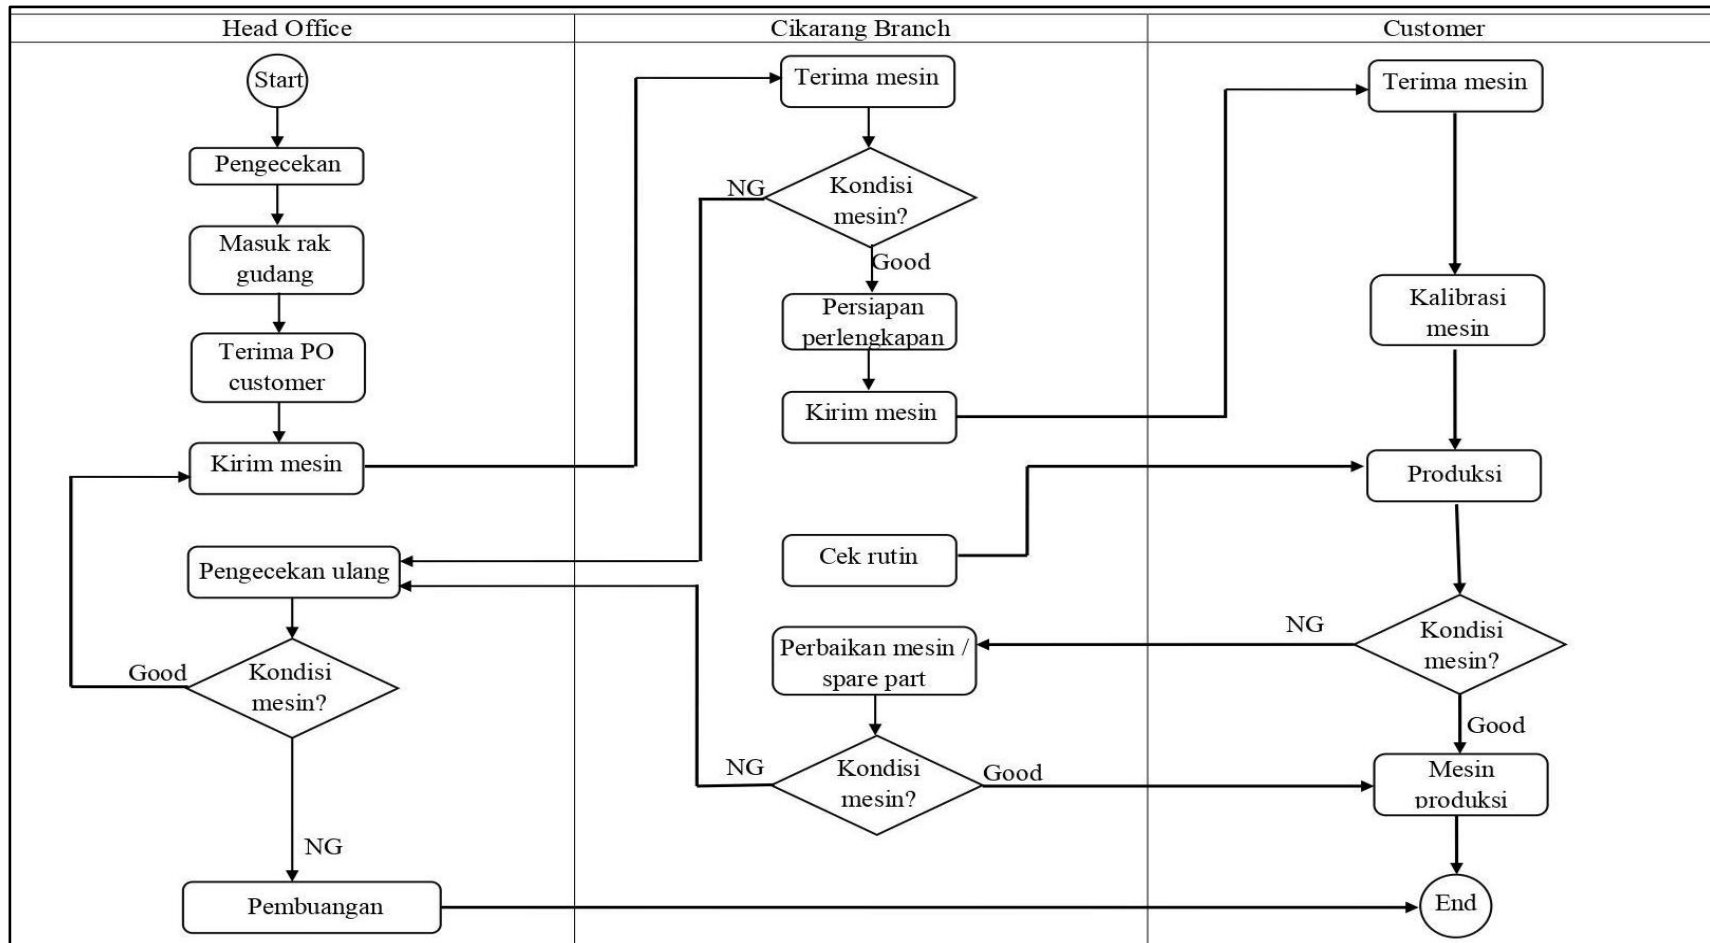 Head Office
Cikarang Branch
Customer
Start
Pengecekan
Masuk rak
gudang
Terima PO
customer
Kirim mesin
Pengecekan ulang
Good
Kondisi
mesin?
NG
Pembuangan
Terima mesin
NG
Kondisi
mesin?
Good
Persiapan
perlengkapan
Kirim mesin
Cek rutin
Perbaikan mesin /
spare part
NG
Kondisi
mesin?
Good
Terima mesin
Kalibrasi
mesin
Produksi
NG
Kondisi
mesin?
Good
Mesin
produksi
End